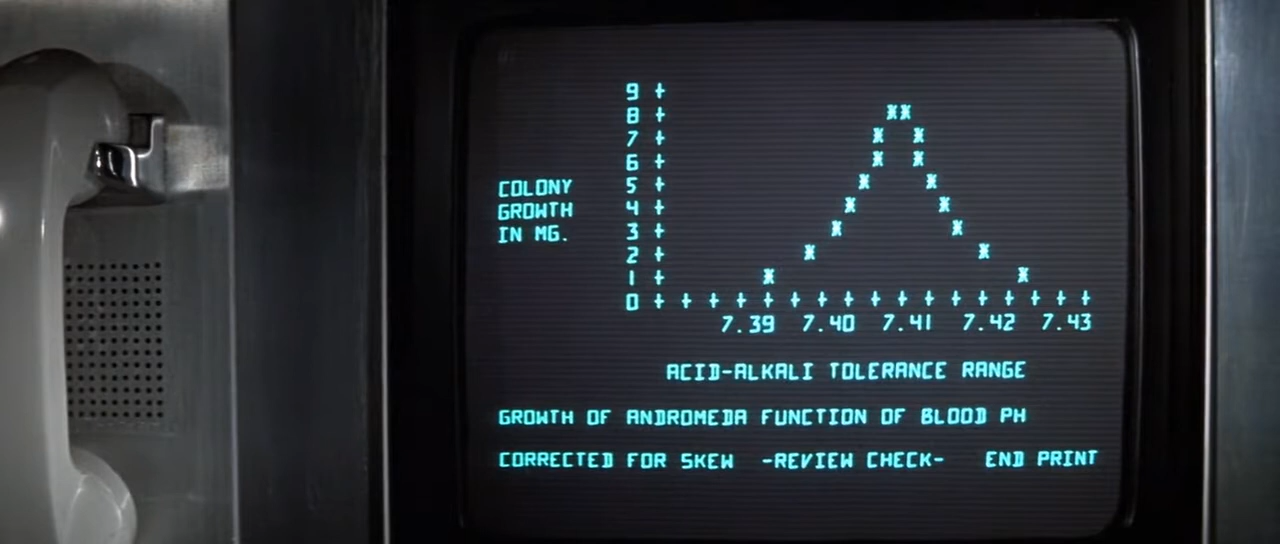 9 +
8 + **
7 + * *
6 + * *
COLONY 5 + * *
GROWTH 4 + * *
IN MG. 3 + * *
2 + * *
1 + * *
0 + + + + + + + + + + + + + + + + +
7.39 7.40 7.41 7.42 7.43
ACID-ALKALI TOLERANCE RANGE
GROWTH OF ANDROMEDA FUNCTION OF BLOOD PH
CORRECTED FOR SKEW -REVIEW CHECK- END PRINT